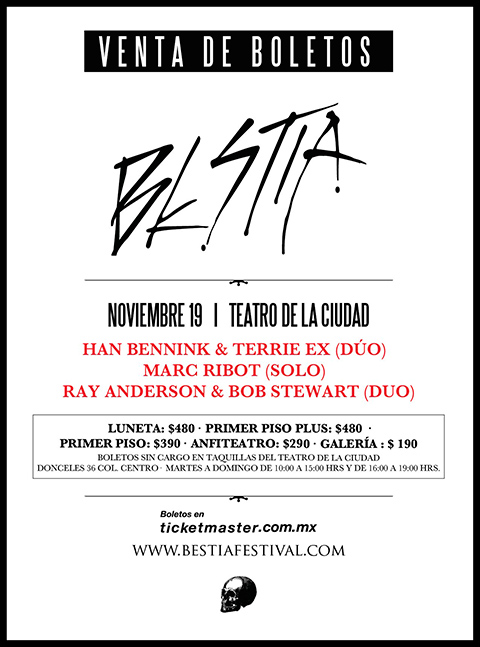 VENTA DE BOLETOS
BESTIA
NOVIEMBRE 19 | TEATRO DE LA CIUDAD
HAN BENNINK & TERRIE EX (DÚO)
MARC RIBOT (SOLO)
RAY ANDERSON & BOB STEWART (DUO)
LUNETA: $480 · PRIMER PISO PLUS: $480 ·
PRIMER PISO: $390 · ANFITEATRO: $290 · GALERÍA : $ 190
BOLETOS SIN CARGO EN TAQUILLAS DEL TEATRO DE LA CIUDAD
DONCELES 36 COL. CENTRO · MARTES A DOMINGO DE 10:00 A 15:00 HRS Y DE 16:00 A 19:00 HRS.
Boletos en
ticketmaster.com.mx
WWW.BESTIAFESTIVAL.COM